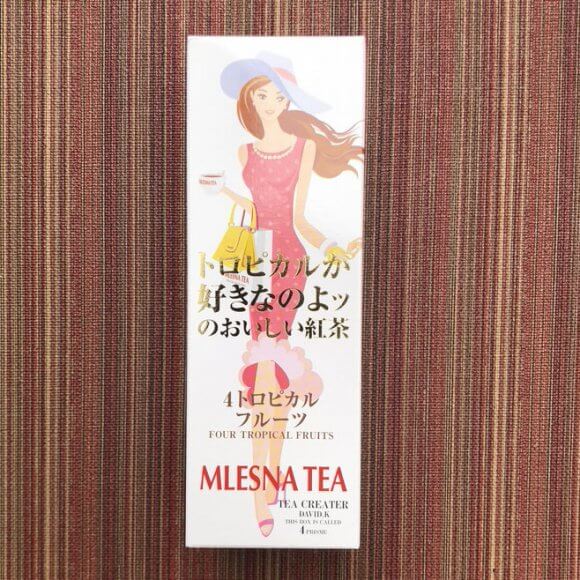 MLESNA TEA
MLESNA TEA
トロピカルが
好きなのよッ
のおいしい紅茶
4トロピカル
フルーツ
FOUR TROPICAL FRUITS
MLESNA TEA
TEA CREATER
DAVID.K
THIS BOX IS CALLED
4 PRISME